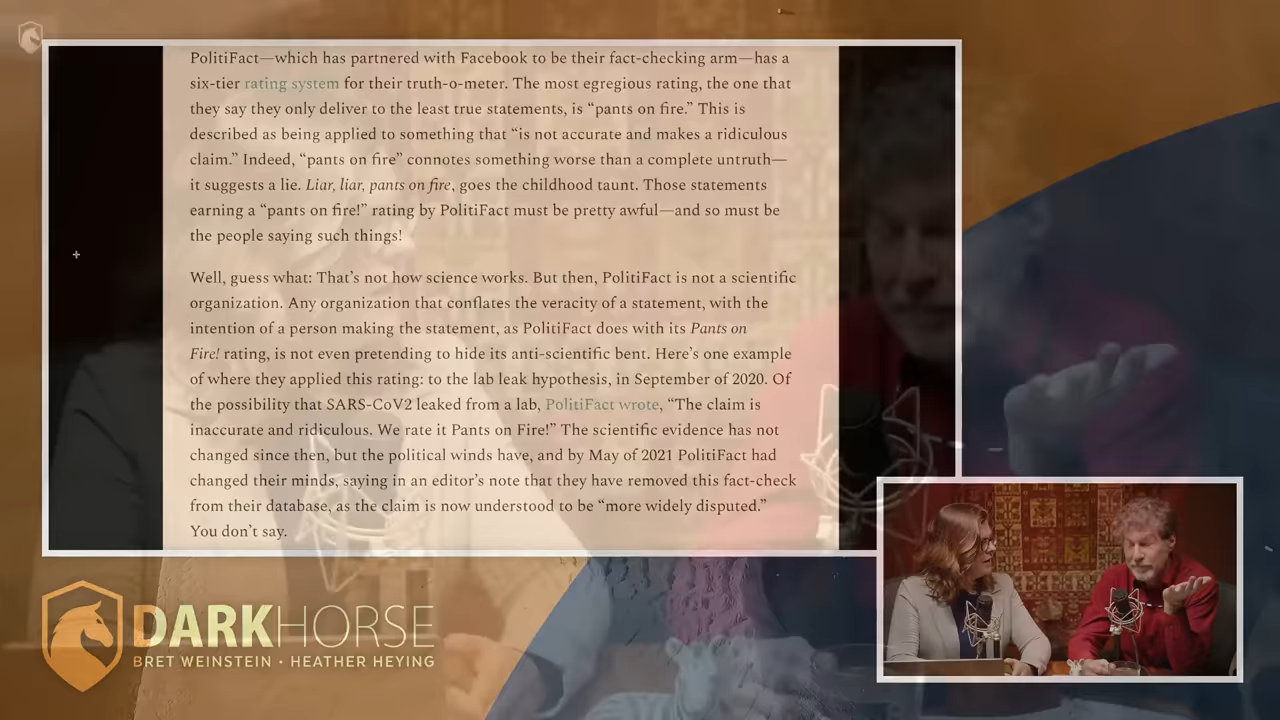 PolitiFact—which has partnered with Facebook to be their fact-checking arm—has a
six-tier rating system for their truth-o-meter. The most egregious rating, the one that
they say they only deliver to the least true statements, is “pants on fire.” This is
described as being applied to something that “is not accurate and makes a ridiculous
claim.” Indeed, “pants on fire” connotes something worse than a complete untruth—
it suggests a lie. Liar, liar, pants on fire, goes the childhood taunt. Those statements
earning a “pants on fire!” rating by PolitiFact must be pretty awful—and so must be
the people saying such things!
Well, guess what: That’s not how science works. But then, PolitiFact is not a scientific
organization. Any organization that conflates the veracity of a statement, with the
intention of a person making the statement, as PolitiFact does with its Pants on
Fire! rating, is not even pretending to hide its anti-scientific bent. Here’s one example
of where they applied this rating: to the lab leak hypothesis, in September of 2020. Of
the possibility that SARS-CoV2 leaked from a lab, PolitiFact wrote, “The claim is
inaccurate and ridiculous. We rate it Pants on Fire!” The scientific evidence has not
changed since then, but the political winds have, and by May of 2021 PolitiFact had
changed their minds, saying in an editor’s note that they have removed this fact-check
from their database, as the claim is now understood to be “more widely disputed.”
You don’t say.
DARKHORSE
BRET WEINSTEIN · HEATHER HEYING